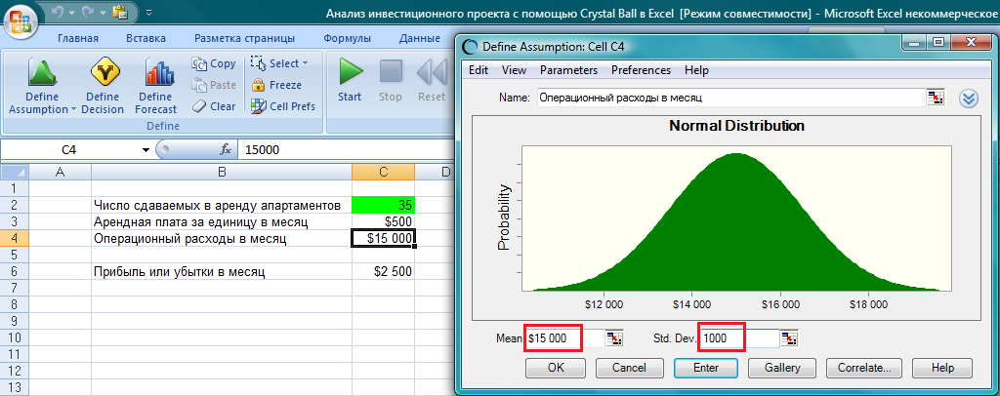 Анализ инвестиционного проекта с помощью Crystal Ball в Excel [Режим совместимости] - Microsoft Excel некоммерческое
Главная Вставка Разметка страницы Формулы Данные
Define Assumption Define Decision Define Forecast Copy Paste Clear Select Freeze Cell Prefs Start Stop Reset
Define
C4 fx 15000
A B C D
1
2 Число сдаваемых в аренду апартаментов 35
3 Арендная плата за единицу в месяц $500
4 Операционный расходы в месяц $15 000
5
6 Прибыль или убытки в месяц $2 500
7
8
9
10
11
12
13
Define Assumption: Cell C4
Edit View Parameters Preferences Help
Name: Операционный расходы в месяц
Normal Distribution
Probability
$12 000 $14 000 $16 000 $18 000
Mean $15 000 Std. Dev. 1000
OK Cancel Enter Gallery Correlate... Help